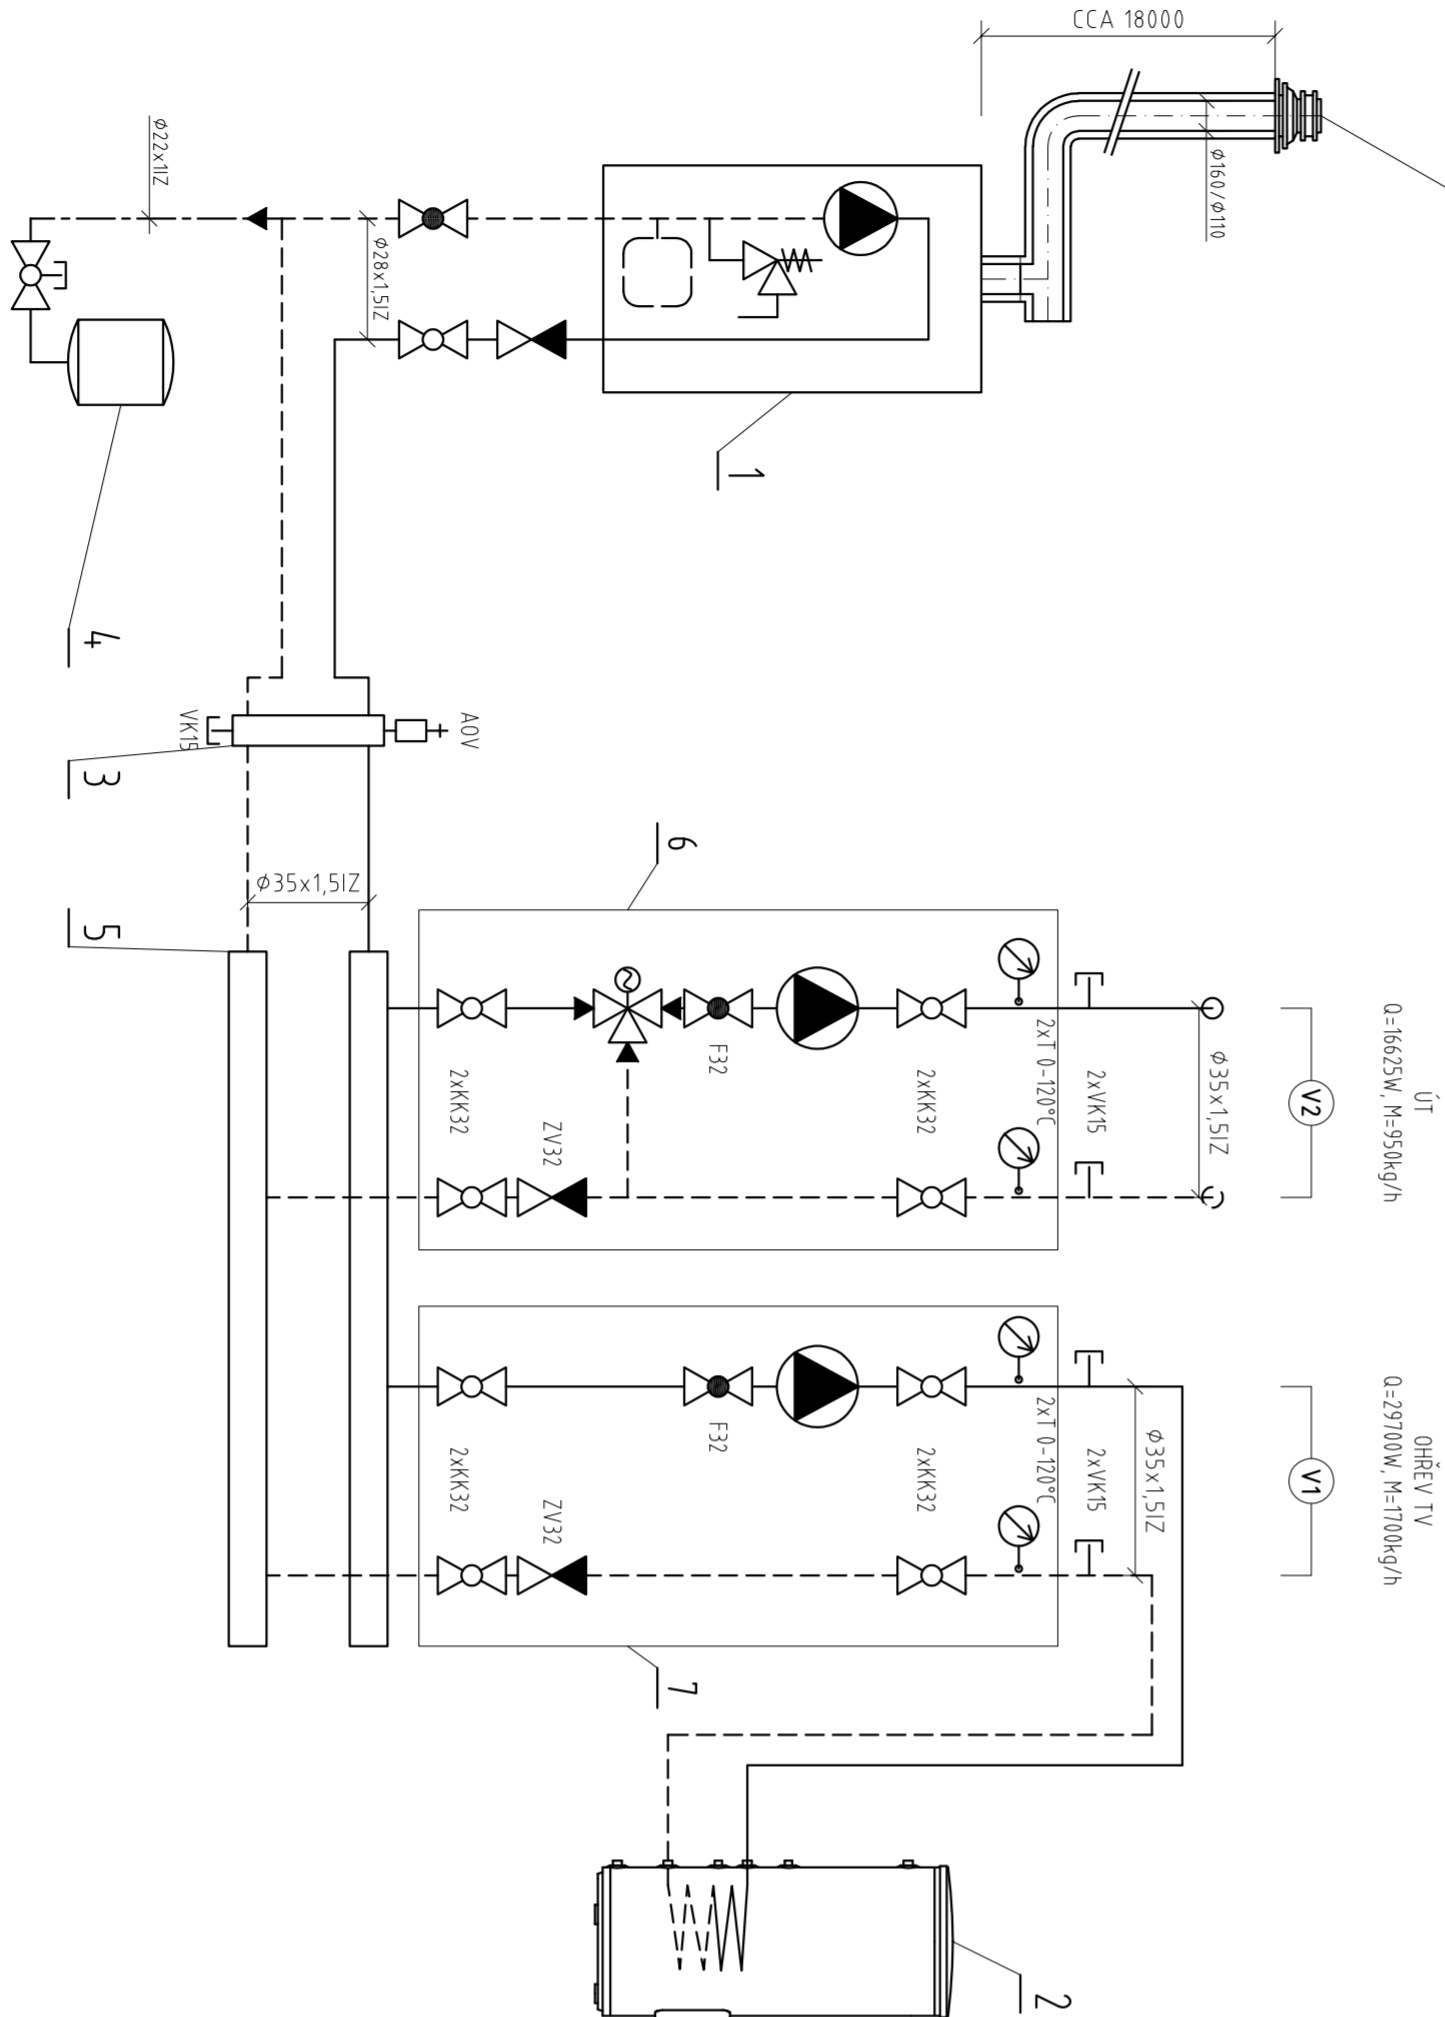 CCA 18000
Ø160/Ø110
Ø22x1IZ
Ø28x1,5IZ
1
4
VK15
AOV
3
Ø35x1,5IZ
5
6
2xKK32
F32
ZV32
2xKK32
2xT 0-120°C
2xVK15
Ø35x1,5IZ
V2
ÚT
Q=16625W, M=950kg/h
2xKK32
F32
ZV32
2xKK32
2xT 0-120°C
2xVK15
Ø35x1,5IZ
V1
OHŘEV TV
Q=29700W, M=1700kg/h
7
2